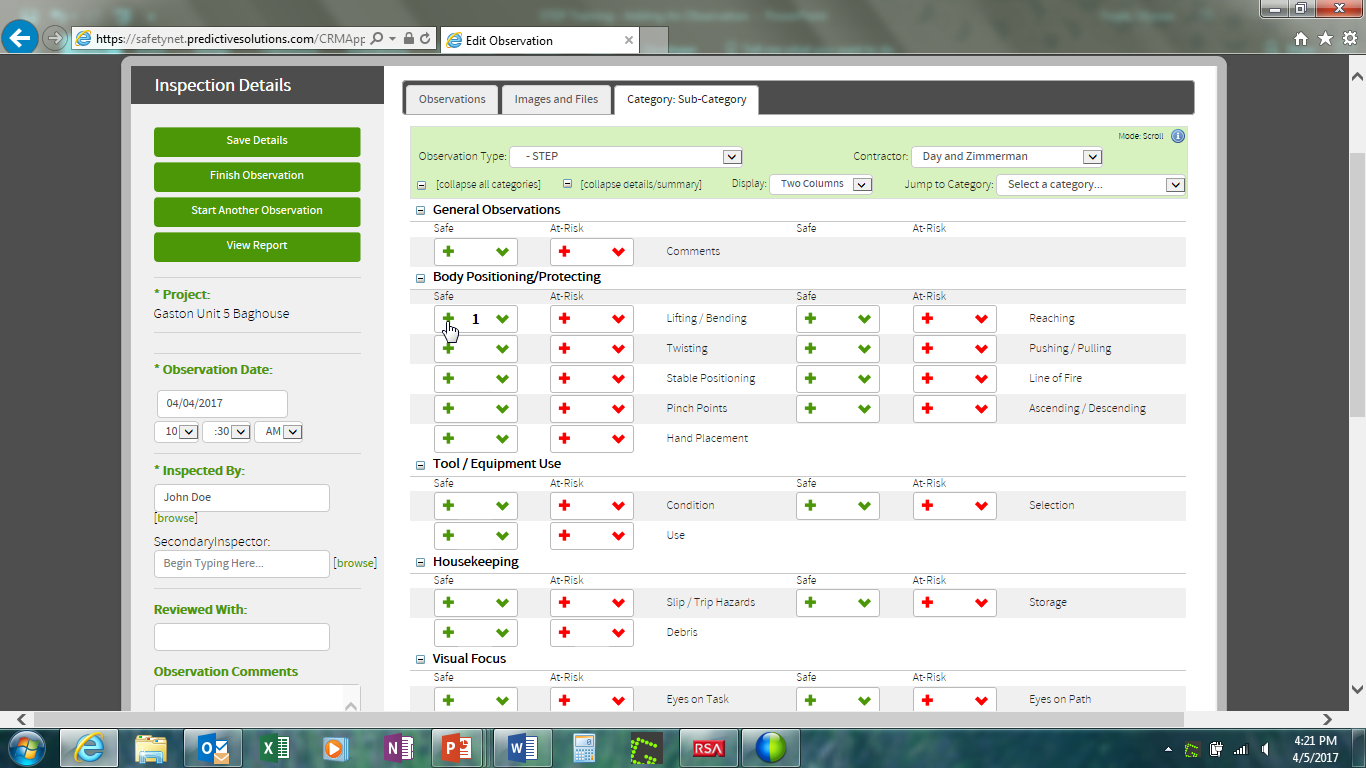 https://safetynet.predictivesolutions.com/CRMApp
Edit Observation
Inspection Details
Save Details
Finish Observation
Start Another Observation
View Report
* Project:
Gaston Unit 5 Baghouse
* Observation Date:
04/04/2017
10 :30 AM
* Inspected By:
John Doe
[browse]
SecondaryInspector:
Begin Typing Here... [browse]
Reviewed With:
Observation Comments
Observations Images and Files Category: Sub-Category
Mode: Scroll
Observation Type: - STEP Contractor: Day and Zimmerman
[collapse all categories] [collapse details/summary] Display: Two Columns Jump to Category: Select a category...
General Observations
Safe At-Risk Safe At-Risk
Comments
Body Positioning/Protecting
Safe At-Risk Safe At-Risk
1 Lifting / Bending Reaching
Twisting Pushing / Pulling
Stable Positioning Line of Fire
Pinch Points Ascending / Descending
Hand Placement
Tool / Equipment Use
Safe At-Risk Safe At-Risk
Condition Selection
Use
Housekeeping
Safe At-Risk Safe At-Risk
Slip / Trip Hazards Storage
Debris
Visual Focus
Safe At-Risk Safe At-Risk
Eyes on Task Eyes on Path
RSA
4:21 PM
4/5/2017